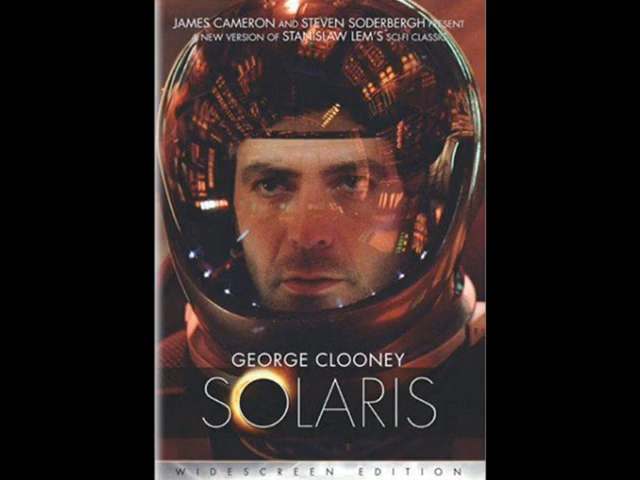 JAMES CAMERON AND STEVEN SODERBERGH PRESENT
A NEW VERSION OF STANISLAW LEM'S SCI-FI CLASSIC
GEORGE CLOONEY
SOLARIS
WIDESCREEN EDITION